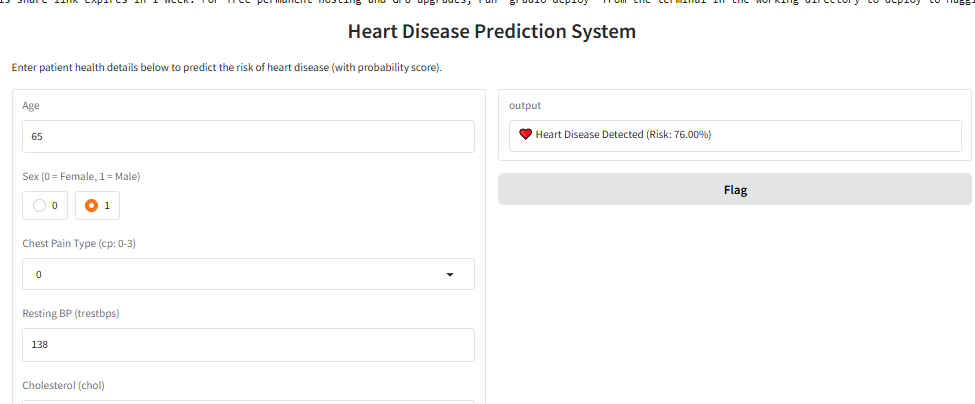 is share link expires in 1 week. For free permanent hosting and GPU upgrades, run `gradio deploy` from the terminal in the working directory to deploy to Huggi
Heart Disease Prediction System
Enter patient health details below to predict the risk of heart disease (with probability score).
Age
65
Sex (0 = Female, 1 = Male)
0 1
Chest Pain Type (cp: 0-3)
0
Resting BP (trestbps)
138
Cholesterol (chol)
output
❤️ Heart Disease Detected (Risk: 76.00%)
Flag